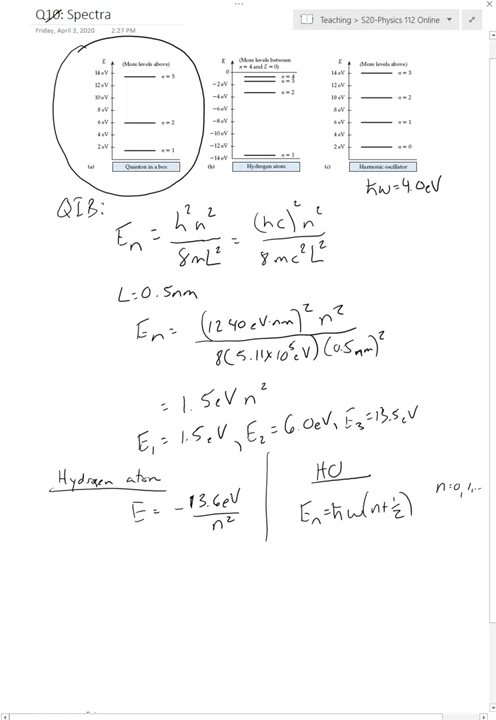 Q10: Spectra
Friday, April 3, 2020 2:27 PM
Teaching > S20-Physics 112 Online
E (More levels above)
14 eV n = 3
12 eV
10 eV
8 eV
6 eV n = 2
4 eV
2 eV n = 1
(a) Quanton in a box
E (More levels between n = 4 and E = 0)
0 n = 4
−2 eV n = 3
−4 eV n = 2
−6 eV
−8 eV
−10 eV
−12 eV
−14 eV n = 1
(b) Hydrogen atom
E (More levels above)
14 eV n = 3
12 eV
10 eV n = 2
8 eV
6 eV n = 1
4 eV
2 eV n = 0
(c) Harmonic oscillator
ħω=4.0eV
QIB:
Eₙ = h²n² / 8mL² = (hc)²n² / 8mc²L²
L=0.5nm
Eₙ = (1240 eV·nm)² n² / 8(5.11×10⁵eV)(0.5nm)²
= 1.5eV n²
E₁ = 1.5eV, E₂ = 6.0eV, E₃=13.5eV
Hydrogen atom
E = -13.6eV / n²
HO
Eₙ=ħω(n+½) n=0,1,...